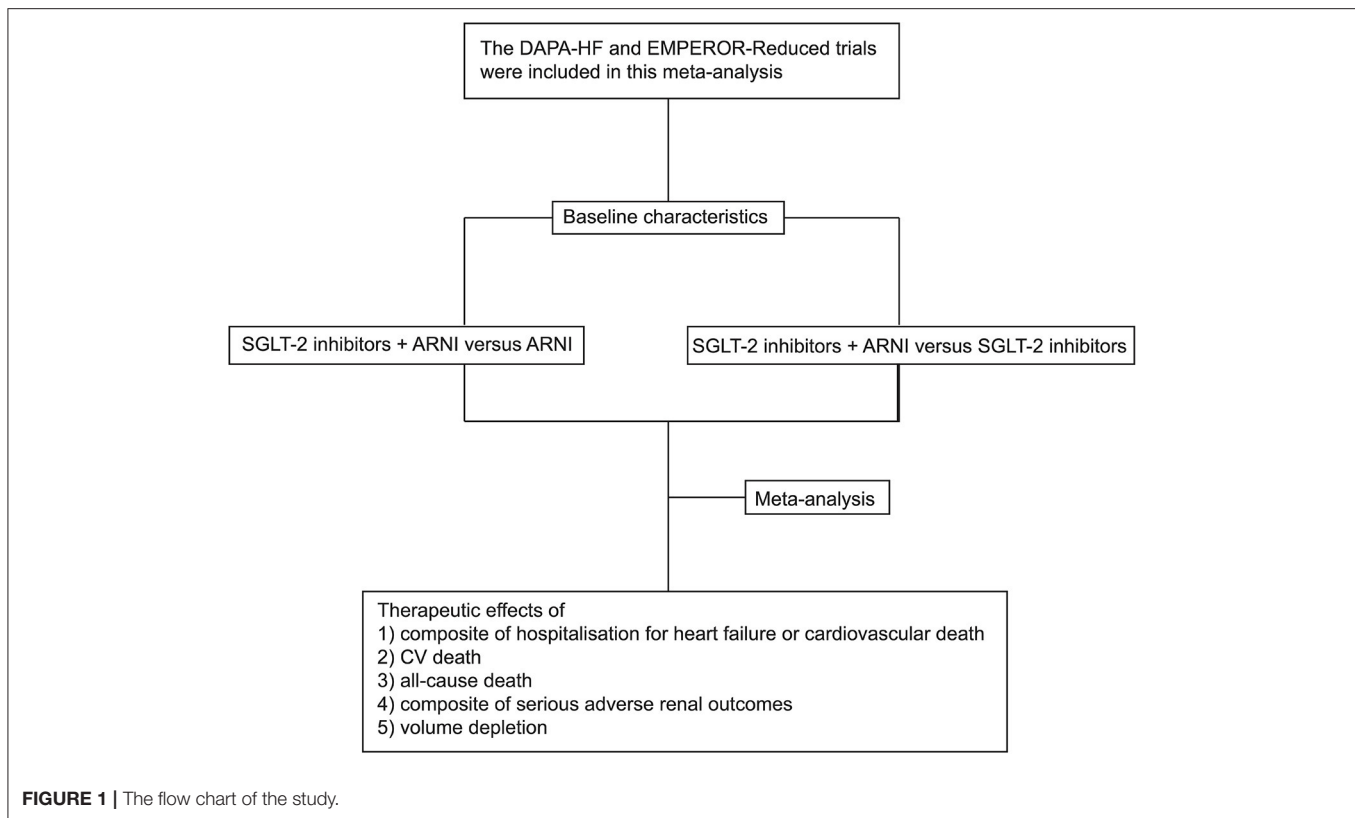 The DAPA-HF and EMPEROR-Reduced trials
were included in this meta-analysis
Baseline characteristics
SGLT-2 inhibitors + ARNI versus ARNI
SGLT-2 inhibitors + ARNI versus SGLT-2 inhibitors
Meta-analysis
Therapeutic effects of
1) composite of hospitalisation for heart failure or cardiovascular death
2) CV death
3) all-cause death
4) composite of serious adverse renal outcomes
5) volume depletion
FIGURE 1 | The flow chart of the study.